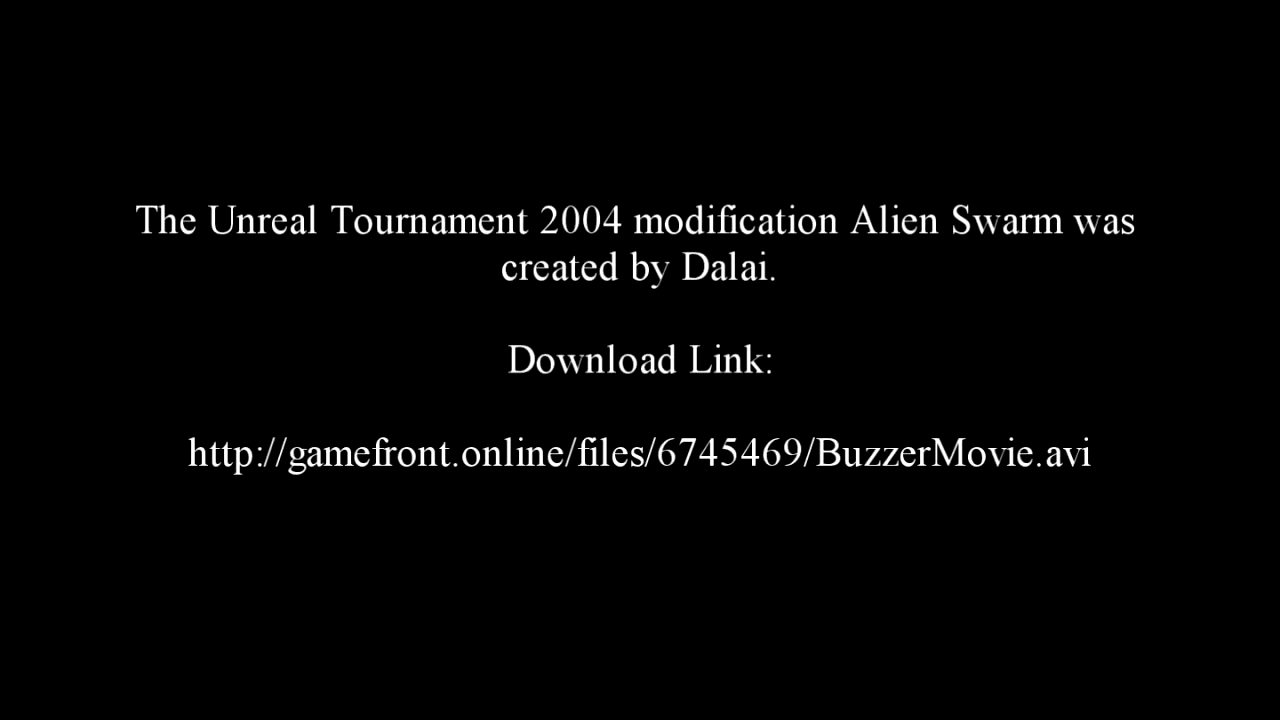 The Unreal Tournament 2004 modification Alien Swarm was
created by Dalai.
Download Link:
http://gamefront.online/files/6745469/BuzzerMovie.avi